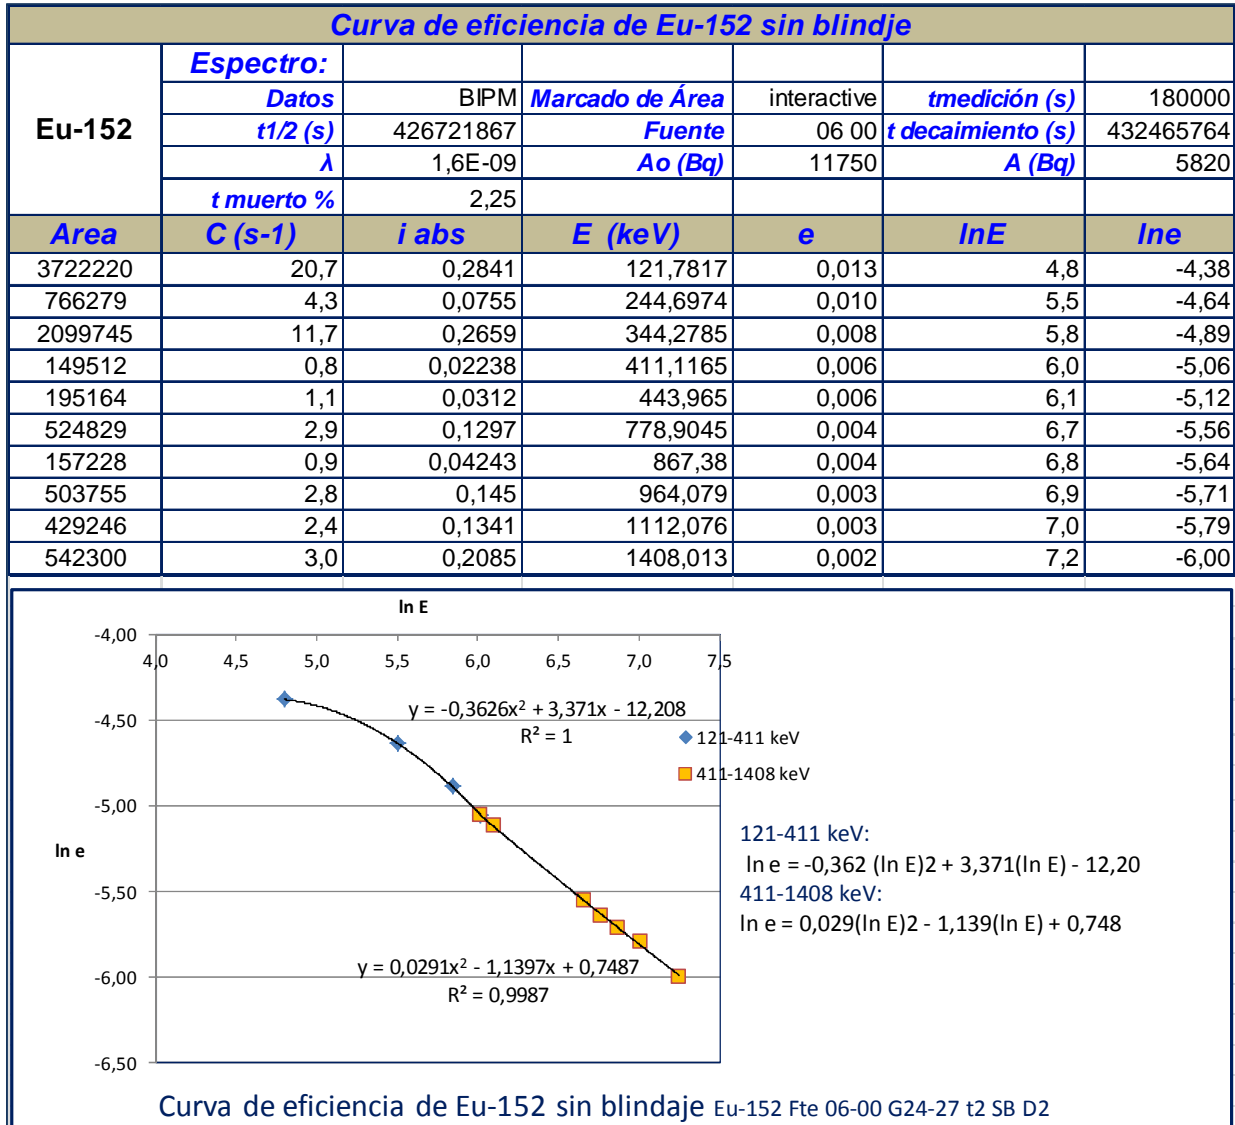 Curva de eficiencia de Eu-152 sin blindje
Eu-152
Espectro:
Datos BIPM Marcado de Área interactive tmedición (s) 180000
t1/2 (s) 426721867 Fuente 06 00 t decaimiento (s) 432465764
λ 1,6E-09 Ao (Bq) 11750 A (Bq) 5820
t muerto % 2,25
Area C (s-1) i abs E (keV) e lnE lne
3722220 20,7 0,2841 121,7817 0,013 4,8 -4,38
766279 4,3 0,0755 244,6974 0,010 5,5 -4,64
2099745 11,7 0,2659 344,2785 0,008 5,8 -4,89
149512 0,8 0,02238 411,1165 0,006 6,0 -5,06
195164 1,1 0,0312 443,965 0,006 6,1 -5,12
524829 2,9 0,1297 778,9045 0,004 6,7 -5,56
157228 0,9 0,04243 867,38 0,004 6,8 -5,64
503755 2,8 0,145 964,079 0,003 6,9 -5,71
429246 2,4 0,1341 1112,076 0,003 7,0 -5,79
542300 3,0 0,2085 1408,013 0,002 7,2 -6,00
ln E
-4,00
4,0 4,5 5,0 5,5 6,0 6,5 7,0 7,5
y = -0,3626x² + 3,371x - 12,208
R² = 1
-4,50
121-411 keV
411-1408 keV
-5,00
ln e
121-411 keV:
ln e = -0,362 (ln E)2 + 3,371(ln E) - 12,20
411-1408 keV:
ln e = 0,029(ln E)2 - 1,139(ln E) + 0,748
-5,50
y = 0,0291x² - 1,1397x + 0,7487
R² = 0,9987
-6,00
-6,50
Curva de eficiencia de Eu-152 sin blindaje Eu-152 Fte 06-00 G24-27 t2 SB D2